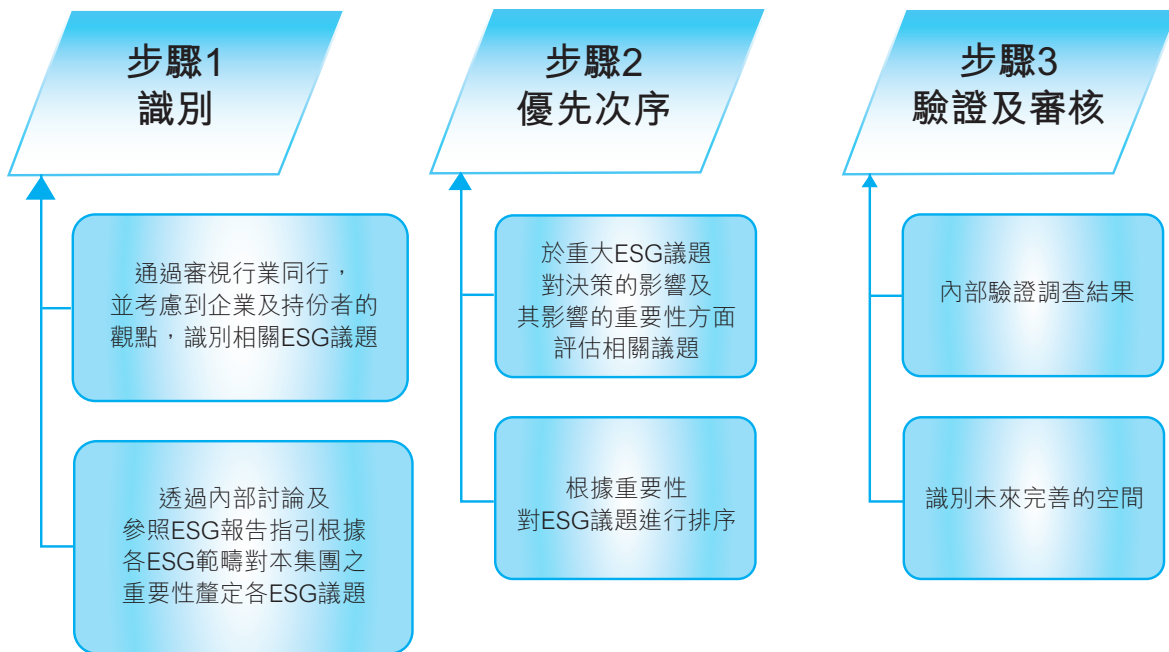 步驟1
識別
通過審視行業同行，
並考慮到企業及持份者的
觀點，識別相關ESG議題
透過內部討論及
參照ESG報告指引根據
各ESG範疇對本集團之
重要性釐定各ESG議題
步驟2
優先次序
於重大ESG議題
對決策的影響及
其影響的重要性方面
評估相關議題
根據重要性
對ESG議題進行排序
步驟3
驗證及審核
內部驗證調查結果
識別未來完善的空間